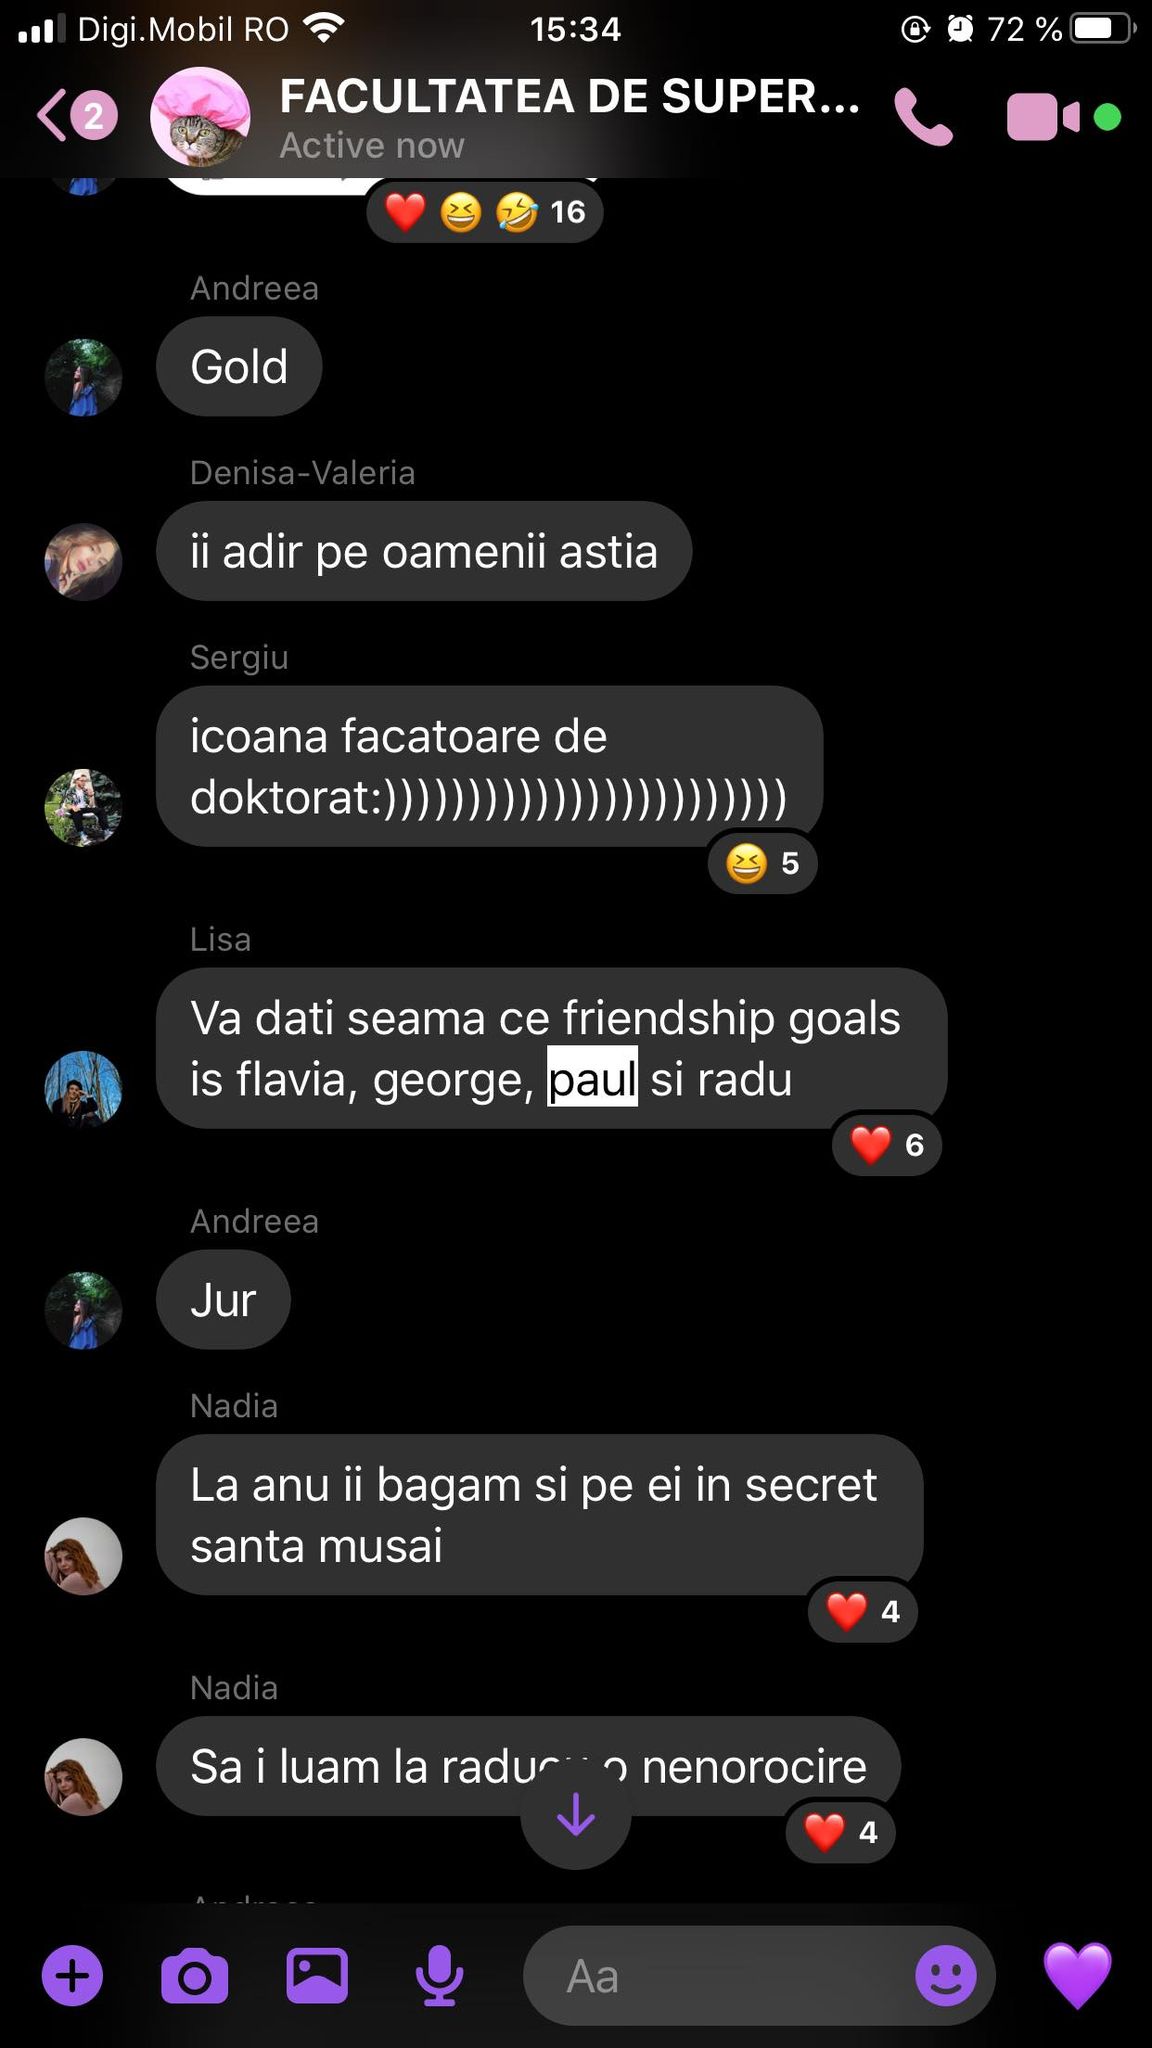 Digi.Mobil RO
15:34
72 %
2
FACULTATEA DE SUPER...
Active now
16
Andreea
Gold
Denisa-Valeria
ii adir pe oamenii astia
Sergiu
icoana facatoare de
doktorat:))))))))))))))))))))))))
5
Lisa
Va dati seama ce friendship goals
is flavia, george, paul si radu
6
Andreea
Jur
Nadia
La anu ii bagam si pe ei in secret
santa musai
4
Nadia
Sa i luam la o nenorocire
4
Aa